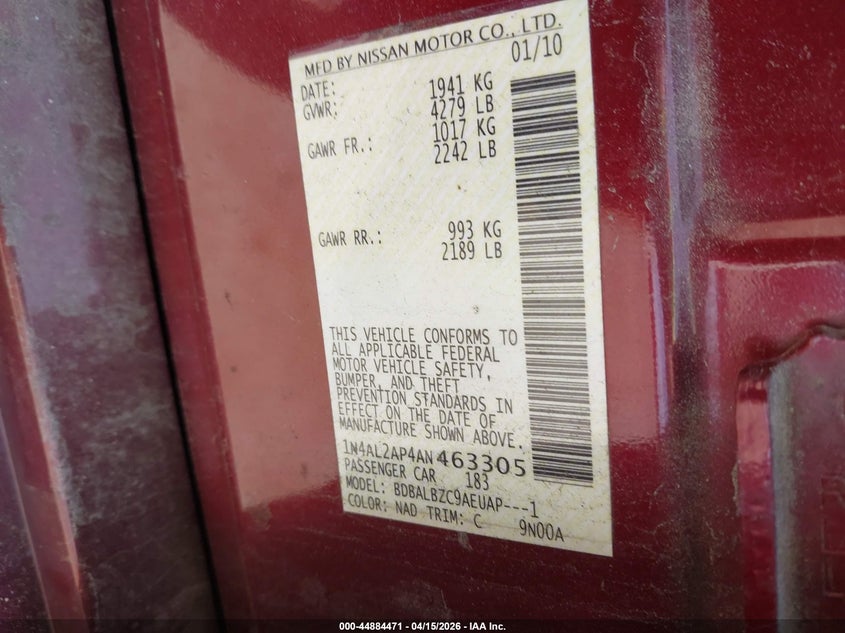 MFD BY NISSAN MOTOR CO., LTD.
DATE: 01/10
GVWR: 1941 KG
4279 LB
GAWR FR.: 1017 KG
2242 LB
GAWR RR.: 993 KG
2189 LB
THIS VEHICLE CONFORMS TO
ALL APPLICABLE FEDERAL
MOTOR VEHICLE SAFETY,
BUMPER, AND THEFT
PREVENTION STANDARDS IN
EFFECT ON THE DATE OF
MANUFACTURE SHOWN ABOVE.
1N4AL2AP4AN463305
PASSENGER CAR 183
MODEL: BDBALBZC9AEUAP---1
COLOR: NAD TRIM: C 9N00A
000-44884471 - 04/15/2026 - IAA Inc.